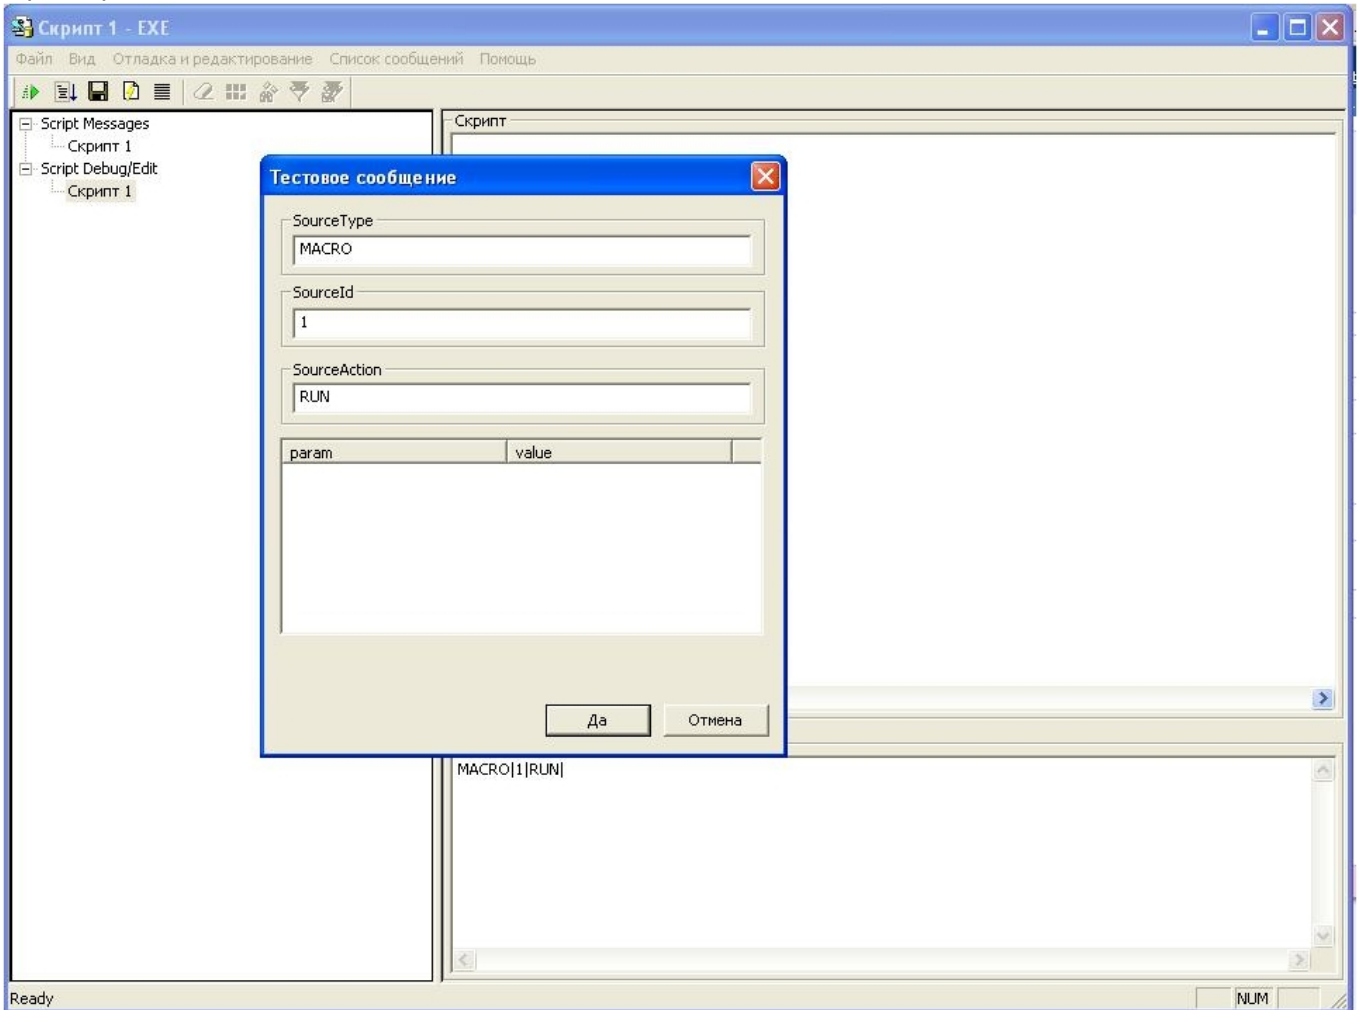 Скрипт 1 - EXE
Файл Вид Отладка и редактирование Список сообщений Помощь
Script Messages
Скрипт 1
Script Debug/Edit
Скрипт 1
Скрипт
Тестовое сообщение
SourceType
MACRO
SourceId
1
SourceAction
RUN
param value
Да Отмена
MACRO|1|RUN|
Ready NUM